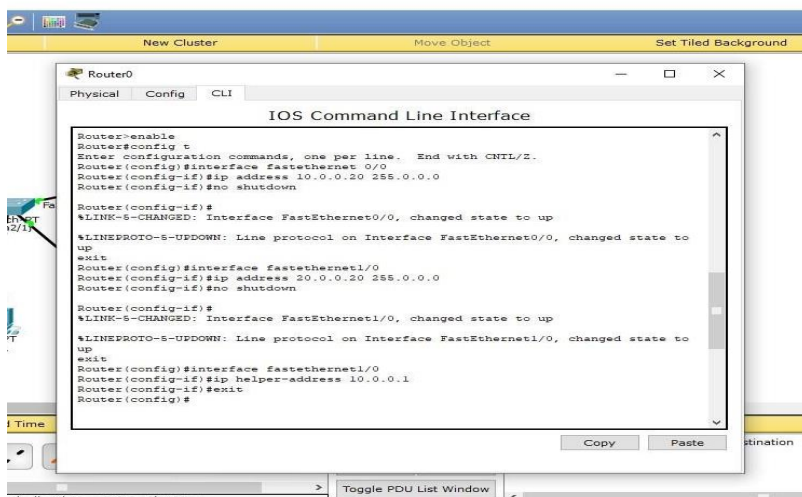 New Cluster Move Object Set Tiled Background
Router0
Physical Config CLI
IOS Command Line Interface
Router>enable
Router#config t
Enter configuration commands, one per line. End with CNTL/Z.
Router(config)#interface fastethernet 0/0
Router(config-if)#ip address 10.0.0.20 255.0.0.0
Router(config-if)#no shutdown
Router(config-if)#
%LINK-5-CHANGED: Interface FastEthernet0/0, changed state to up
%LINEPROTO-5-UPDOWN: Line protocol on Interface FastEthernet0/0, changed state to
up
exit
Router(config)#interface fastethernet1/0
Router(config-if)#ip address 20.0.0.20 255.0.0.0
Router(config-if)#no shutdown
Router(config-if)#
%LINK-5-CHANGED: Interface FastEthernet1/0, changed state to up
%LINEPROTO-5-UPDOWN: Line protocol on Interface FastEthernet1/0, changed state to
up
exit
Router(config)#interface fastethernet1/0
Router(config-if)#ip helper-address 10.0.0.1
Router(config-if)#exit
Router(config)#
Copy Paste
Time
Toggle PDU List Window